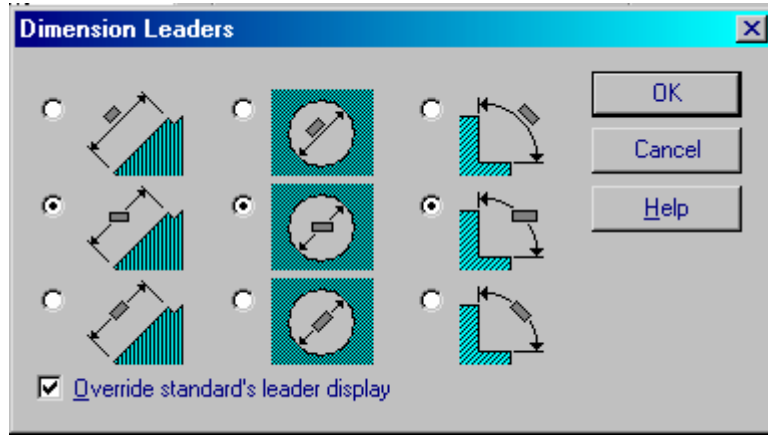 Dimension Leaders
OK
Cancel
Help
Override standard's leader display